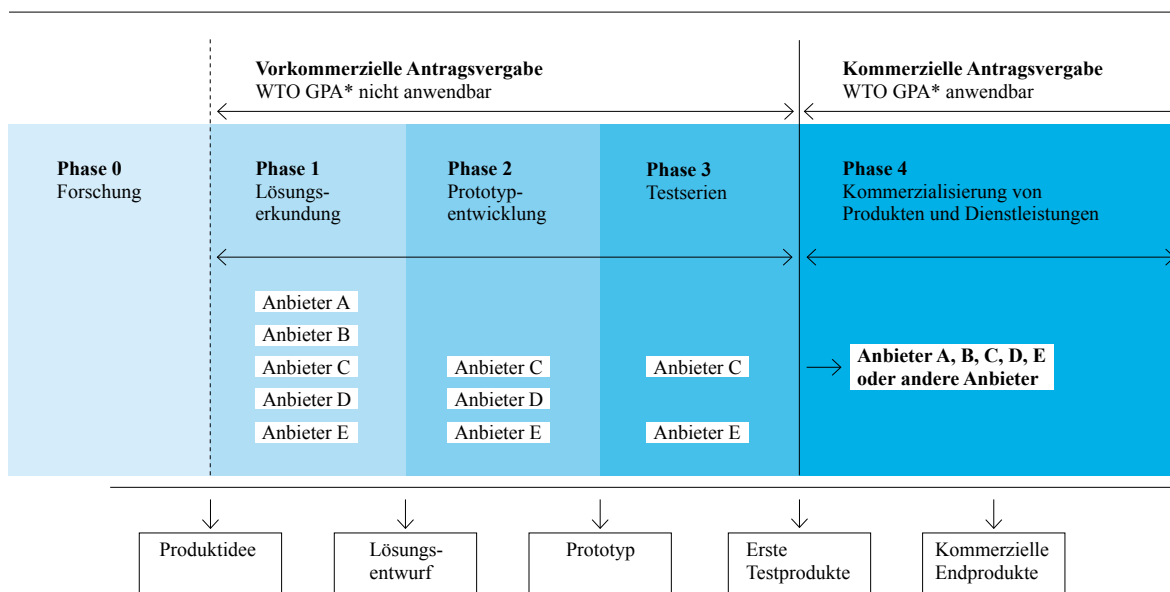 Vorkommerzielle Antragsvergabe
WTO GPA* nicht anwendbar
Kommerzielle Antragsvergabe
WTO GPA* anwendbar
Phase 0
Forschung
Phase 1
Lösungs-
erkundung
Phase 2
Prototyp-
entwicklung
Phase 3
Testserien
Phase 4
Kommerzialisierung von
Produkten und Dienstleistungen
Anbieter A
Anbieter B
Anbieter C
Anbieter D
Anbieter E
Anbieter C
Anbieter D
Anbieter E
Anbieter C
Anbieter E
Anbieter A, B, C, D, E
oder andere Anbieter
Produktidee
Lösungs-
entwurf
Prototyp
Erste
Testprodukte
Kommerzielle
Endprodukte